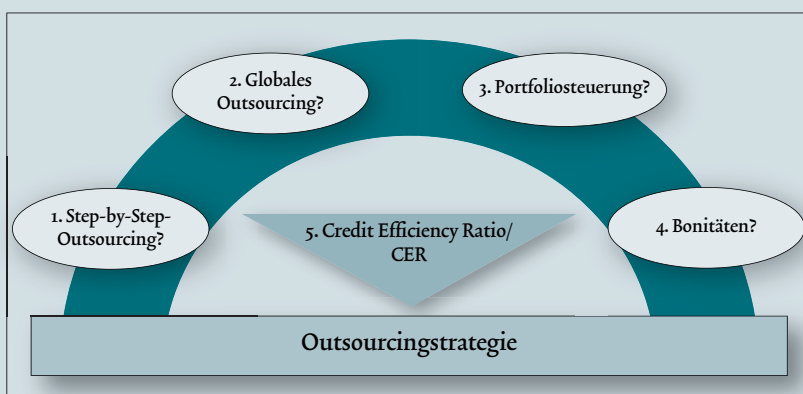 1. Step-by-Step-
Outsourcing?
2. Globales
Outsourcing?
3. Portfoliosteuerung?
4. Bonitäten?
5. Credit Efficiency Ratio/
CER
Outsourcingstrategie